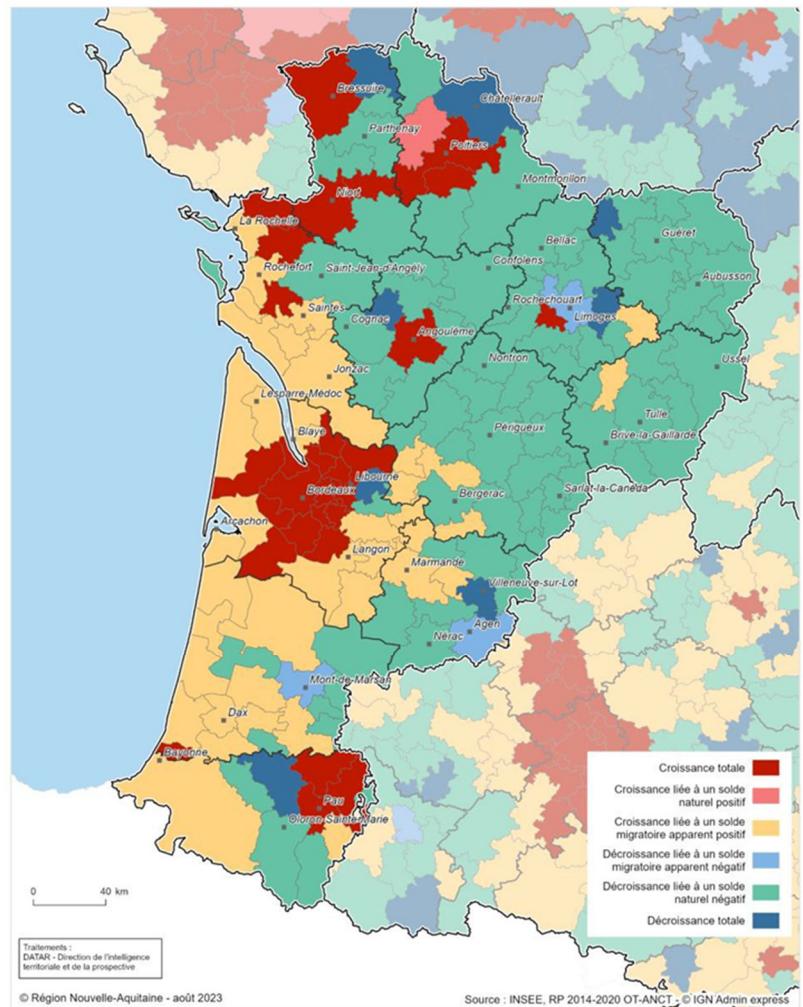 Bressuire
Châtellerault
Parthenay
Poitiers
Montmorillon
Niort
La Rochelle
Guéret
Bellac
Rochefort
Saint-Jean-d'Angély
Confolens
Aubusson
Saintes
Cognac
Rochechouart
Limoges
Angoulême
Nontron
Ussel
Jonzac
Lesparre-Médoc
Tulle
Blaye
Périgueux
Brive-la-Gaillarde
Libourne
Bordeaux
Bergerac
Sarlat-la-Canéda
Arcachon
Langon
Marmande
Villeneuve-sur-Lot
Agen
Nérac
Mont-de-Marsan
Dax
Bayonne
Pau
Oloron-Sainte-Marie
Croissance totale
Croissance liée à un solde
naturel positif
Croissance liée à un solde
migratoire apparent positif
Décroissance liée à un solde
migratoire apparent négatif
Décroissance liée à un solde
naturel négatif
Décroissance totale
0 40 km
Traitements :
DATAR - Direction de l'intelligence
territoriale et de la prospective
© Région Nouvelle-Aquitaine - août 2023
Source : INSEE, RP 2014-2020 OT-ANCT - © IGN Admin express